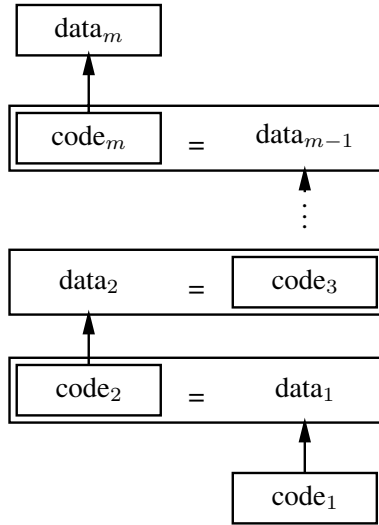 data_m
code_m = data_{m−1}
⋮
data_2 = code_3
code_2 = data_1
code_1